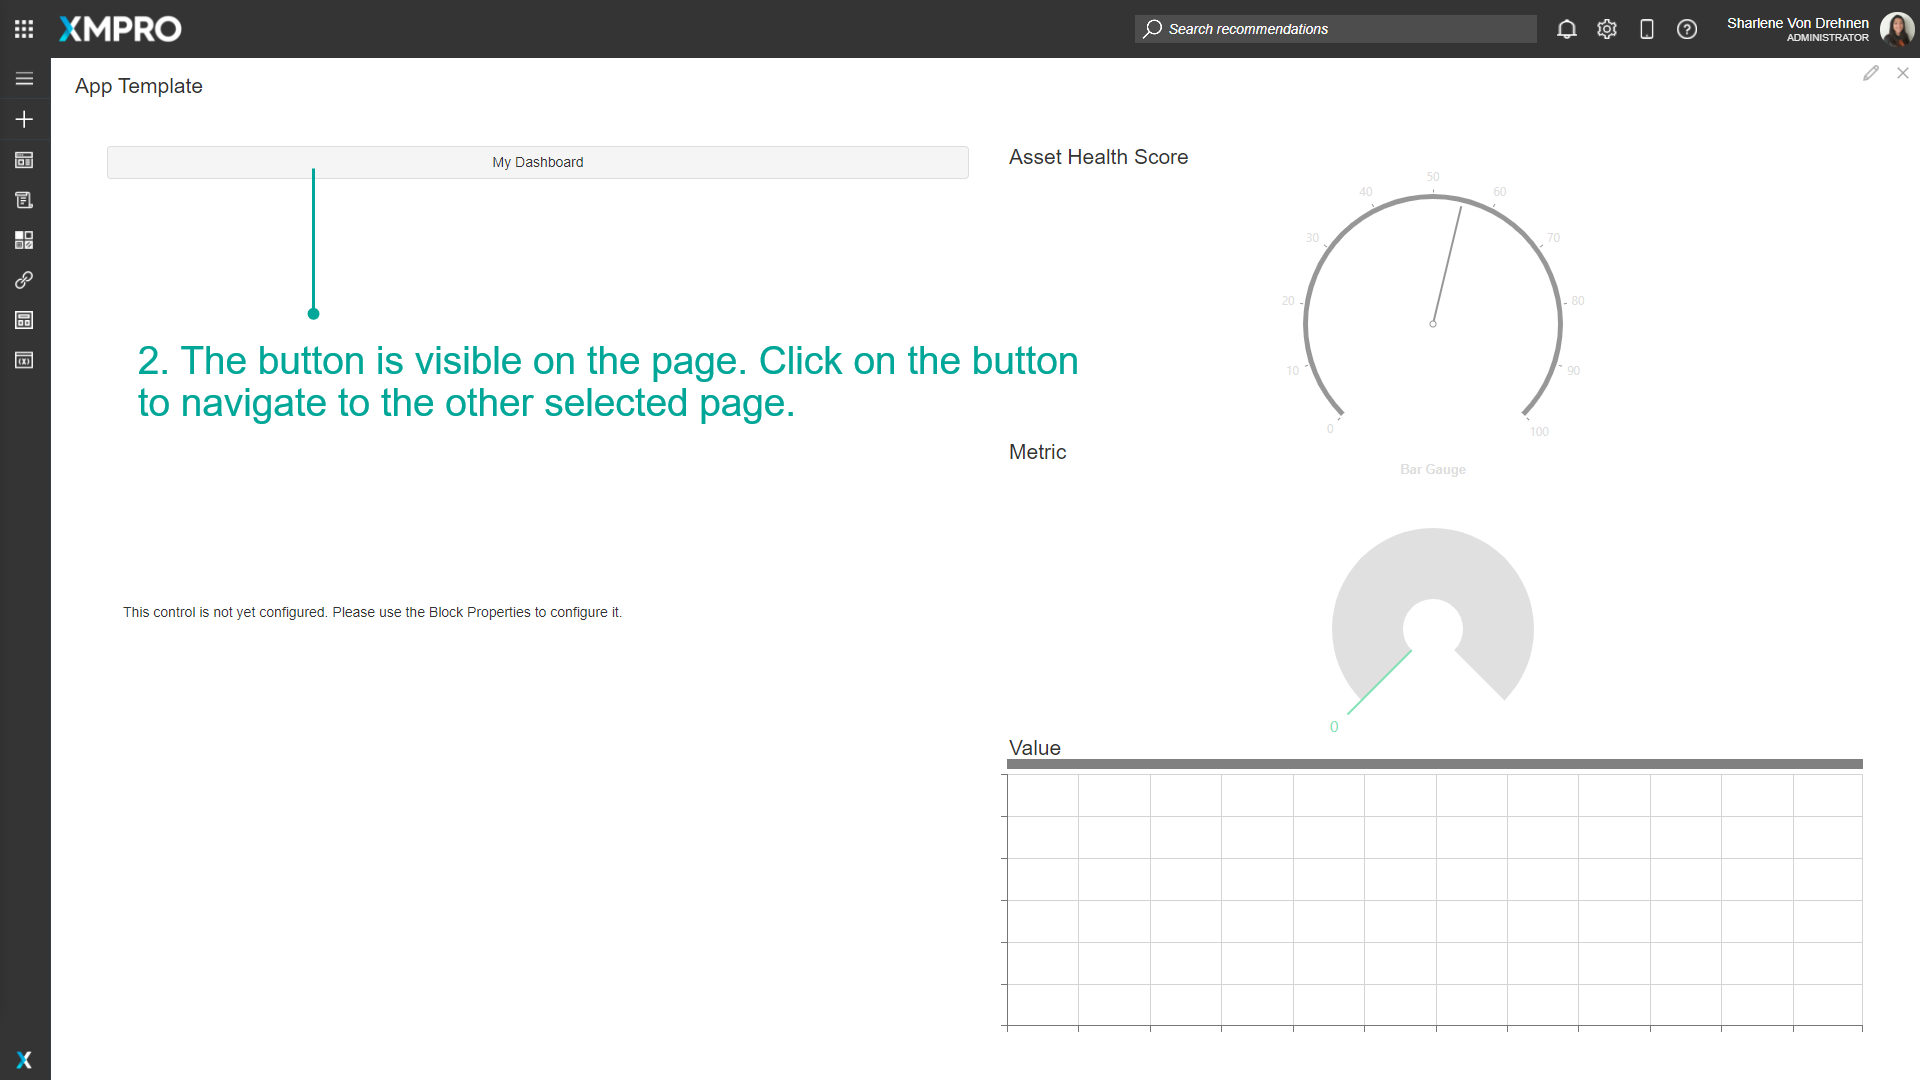 XMPRO
Search recommendations
Sharlene Von Drehnen
ADMINISTRATOR
App Template
My Dashboard
2. The button is visible on the page. Click on the button
to navigate to the other selected page.
This control is not yet configured. Please use the Block Properties to configure it.
Asset Health Score
0
10
20
30
40
50
60
70
80
90
100
Metric
Bar Gauge
0
Value